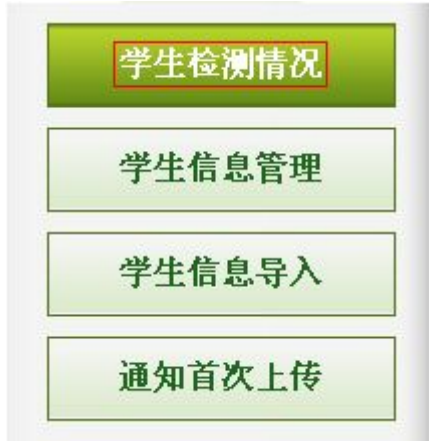 学生检测情况
学生信息管理
学生信息导入
通知首次上传